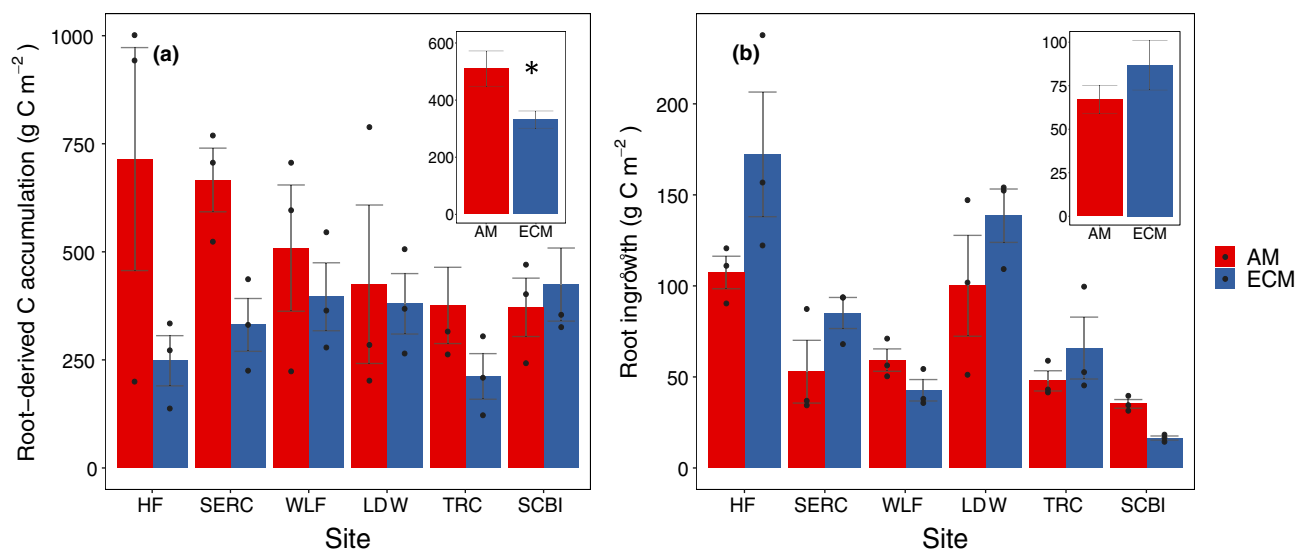 (a)
Root−derived C accumulation (g C m−2 )
1000
750
500
250
0
HF SERC WLF LDW TRC SCBI
Site
600
400
200
0
AM ECM
*
(b)
Root ingrowth (g C m−2 )
200
150
100
50
0
HF SERC WLF LDW TRC SCBI
Site
100
75
50
25
0
AM ECM
AM
ECM